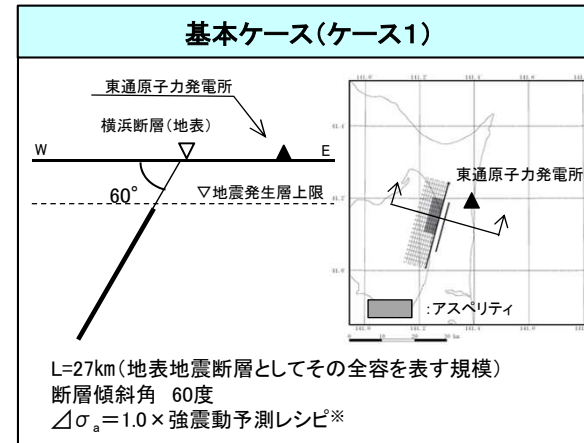 基本ケース(ケース1)
東通原子力発電所
横浜断層(地表)
W
E
60°
▽地震発生層上限
東通原子力発電所
:アスペリティ
L=27km(地表地震断層としてその全容を表す規模)
断層傾斜角 60度
⊿σa=1.0×強震動予測レシピ※